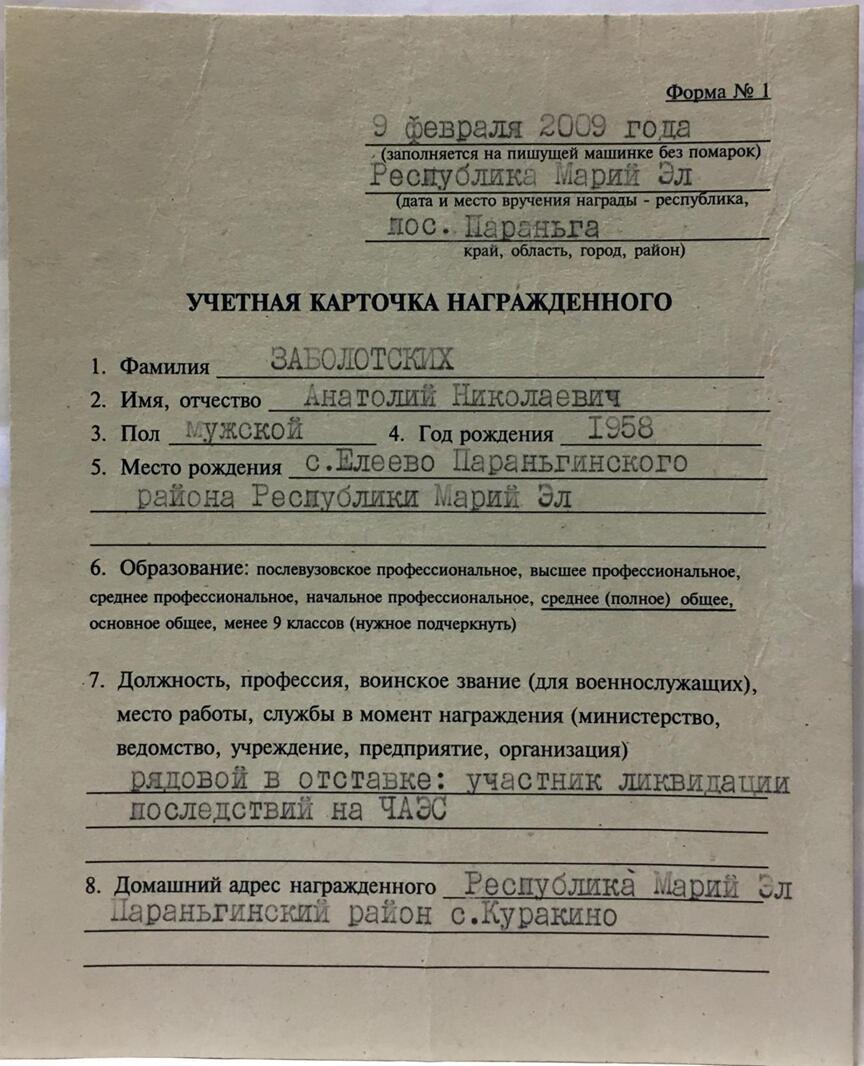 Форма № 1
9 февраля 2009 года
(заполняется на пишущей машинке без помарок)
Республика Марий Эл
(дата и место вручения награды - республика,
пос. Параньга
край, область, город, район)
УЧЕТНАЯ КАРТОЧКА НАГРАЖДЕННОГО
1. Фамилия ЗАБОЛОТСКИХ
2. Имя, отчество Анатолий Николаевич
3. Пол мужской 4. Год рождения 1958
5. Место рождения с.Елеево Параньгинского
района Республики Марий Эл
6. Образование: послевузовское профессиональное, высшее профессиональное,
среднее профессиональное, начальное профессиональное, среднее (полное) общее,
основное общее, менее 9 классов (нужное подчеркнуть)
7. Должность, профессия, воинское звание (для военнослужащих),
место работы, службы в момент награждения (министерство,
ведомство, учреждение, предприятие, организация)
рядовой в отставке: участник ликвидации
последствий на ЧАЭС
8. Домашний адрес награжденного Республика Марий Эл
Параньгинский район с.Куракино